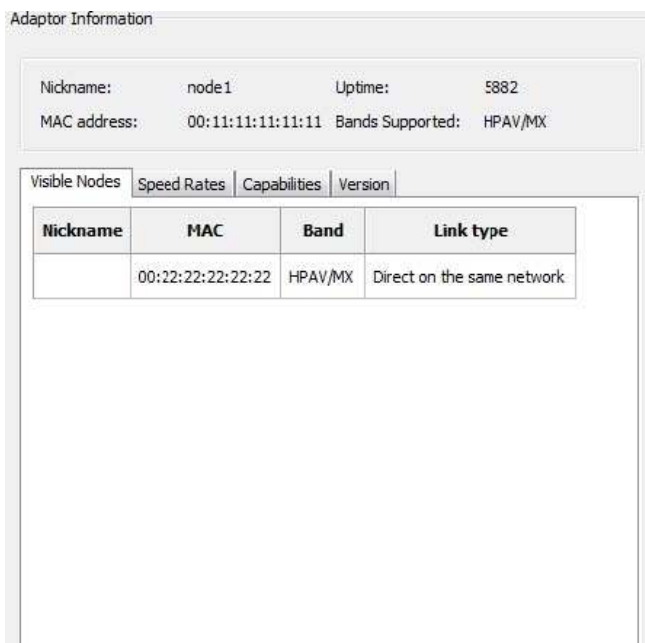 Adaptor Information
Nickname: node1 Uptime: 5882
MAC address: 00:11:11:11:11:11 Bands Supported: HPAV/MX
Visible Nodes Speed Rates Capabilities Version
Nickname MAC Band Link type
00:22:22:22:22:22 HPAV/MX Direct on the same network